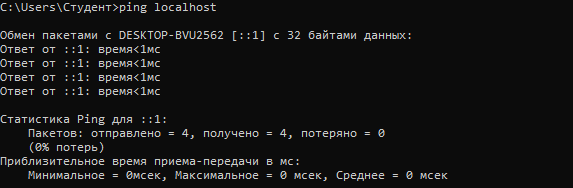 C:\Users\Студент>ping localhost
Обмен пакетами с DESKTOP-BVU2562 [::1] с 32 байтами данных:
Ответ от ::1: время<1мс
Ответ от ::1: время<1мс
Ответ от ::1: время<1мс
Ответ от ::1: время<1мс
Статистика Ping для ::1:
Пакетов: отправлено = 4, получено = 4, потеряно = 0
(0% потерь)
Приблизительное время приема-передачи в мс:
Минимальное = 0мсек, Максимальное = 0 мсек, Среднее = 0 мсек